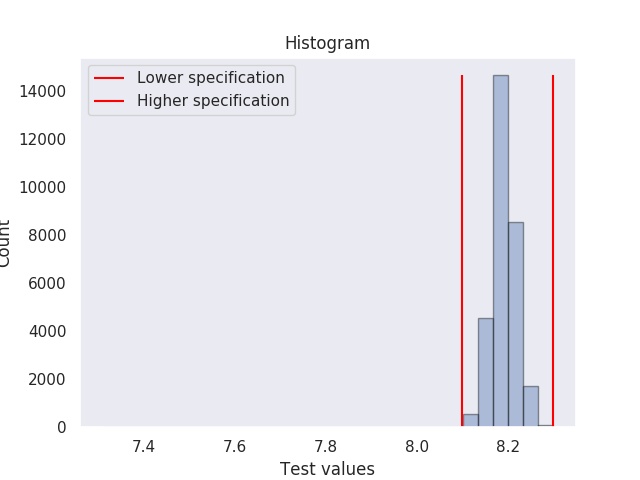 Histogram
Lower specification
Higher specification
14000
12000
10000
8000
6000
4000
2000
0
Count
7.4 7.6 7.8 8.0 8.2
Test values